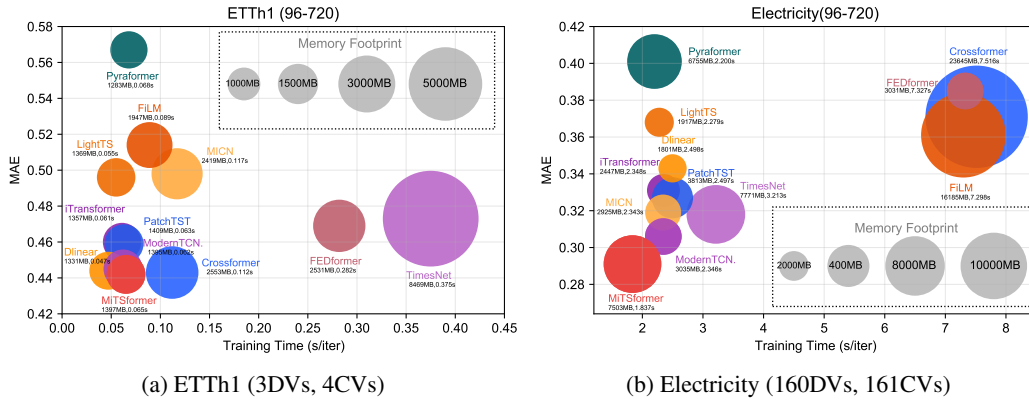 ETTh1 (96-720)
0.58
0.56
0.54
0.52
0.50
0.48
0.46
0.44
0.42
MAE
Memory Footprint
1000MB
1500MB
3000MB
5000MB
Pyraformer
1283MB,0.068s
FiLM
1947MB,0.089s
LightTS
1369MB,0.055s
MICN
2419MB,0.117s
iTransformer
1357MB,0.061s
PatchTST
1409MB,0.063s
ModernTCN.
1395MB,0.062s
Dlinear
1331MB,0.047s
Crossformer
2553MB,0.112s
FEDformer
2531MB,0.282s
TimesNet
8469MB,0.375s
MiTSformer
1397MB,0.065s
0.00 0.05 0.10 0.15 0.20 0.25 0.30 0.35 0.40 0.45
Training Time (s/iter)
(a) ETTh1 (3DVs, 4CVs)
Electricity(96-720)
0.42
0.40
0.38
0.36
0.34
0.32
0.30
0.28
MAE
Pyraformer
6755MB,2.200s
Crossformer
23645MB,7.516s
FEDformer
3031MB,7.327s
LightTS
1917MB,2.279s
Dlinear
1801MB,2.498s
iTransformer
2447MB,2.348s
PatchTST
3813MB,2.497s
TimesNet
7771MB,3.213s
MICN
2925MB,2.343s
FiLM
16185MB,7.298s
ModernTCN.
3035MB,2.346s
MiTSformer
7503MB,1.837s
Memory Footprint
2000MB
400MB
8000MB
10000MB
2 3 4 5 6 7 8
Training Time (s/iter)
(b) Electricity (160DVs, 161CVs)